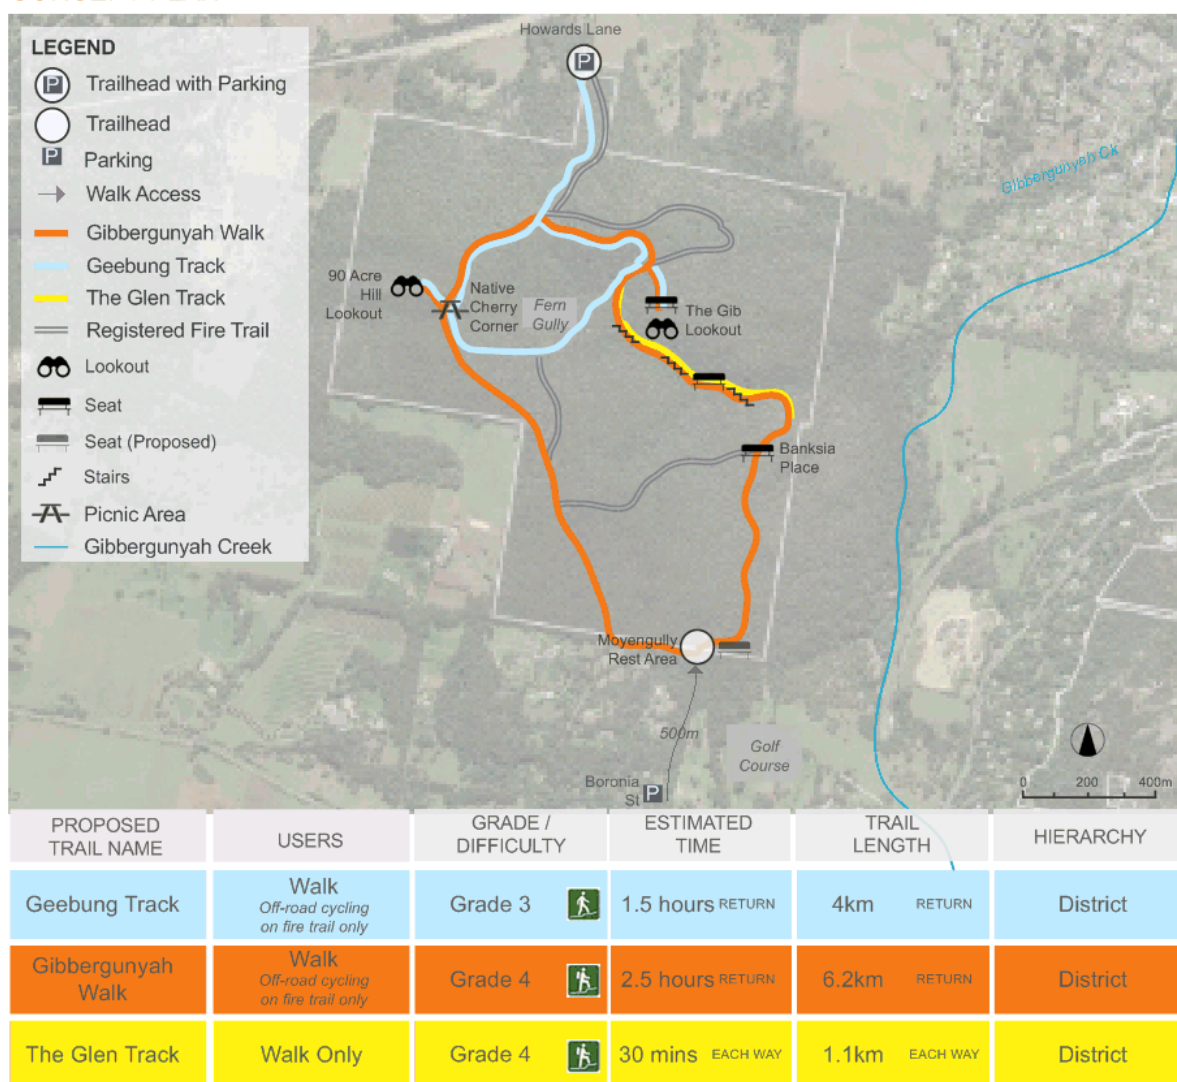 LEGEND
Trailhead with Parking
Trailhead
Parking
Walk Access
Gibbergunyah Walk
Geebung Track
The Glen Track
Registered Fire Trail
Lookout
Seat
Seat (Proposed)
Stairs
Picnic Area
Gibbergunyah Creek
Howards Lane
P
Gibbergunyah Ck
90 Acre
Hill
Lookout
Native
Cherry
Corner
Fern
Gully
The Gib
Lookout
Banksia
Place
Moyengully
Rest Area
500m
Golf
Course
Boronia
St
P
0 200 400m
PROPOSED
TRAIL NAME
USERS
GRADE /
DIFFICULTY
ESTIMATED
TIME
TRAIL
LENGTH
HIERARCHY
Geebung Track
Walk
Off-road cycling
on fire trail only
Grade 3
1.5 hours RETURN
4km RETURN
District
Gibbergunyah
Walk
Walk
Off-road cycling
on fire trail only
Grade 4
2.5 hours RETURN
6.2km RETURN
District
The Glen Track
Walk Only
Grade 4
30 mins EACH WAY
1.1km EACH WAY
District